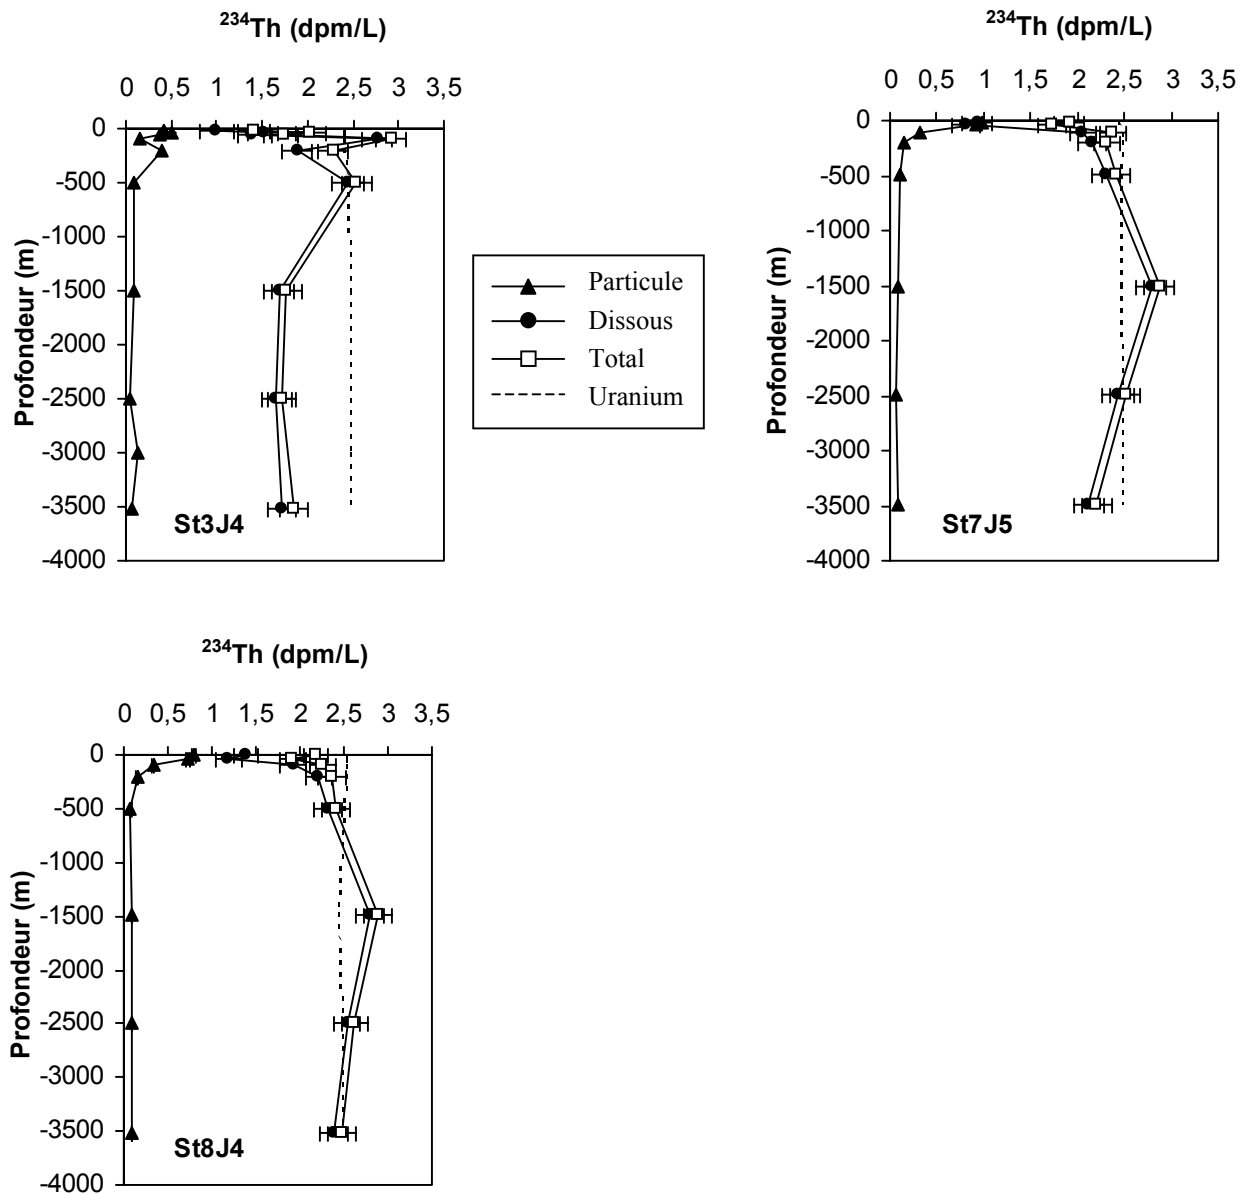 ²³⁴Th (dpm/L)
0 0,5 1 1,5 2 2,5 3 3,5
0
-500
-1000
-1500
-2000
-2500
-3000
-3500
-4000
Profondeur (m)
St3J4
Particule
Dissous
Total
Uranium
²³⁴Th (dpm/L)
0 0,5 1 1,5 2 2,5 3 3,5
0
-500
-1000
-1500
-2000
-2500
-3000
-3500
-4000
Profondeur (m)
St7J5
²³⁴Th (dpm/L)
0 0,5 1 1,5 2 2,5 3 3,5
0
-500
-1000
-1500
-2000
-2500
-3000
-3500
-4000
Profondeur (m)
St8J4